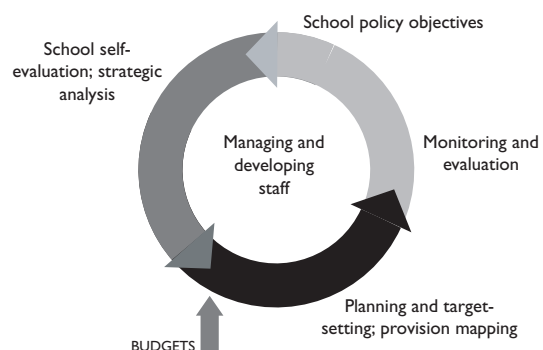 School policy objectives
School self-
evaluation; strategic
analysis
Managing and
developing
staff
Monitoring and
evaluation
Planning and target-
setting; provision mapping
BUDGETS